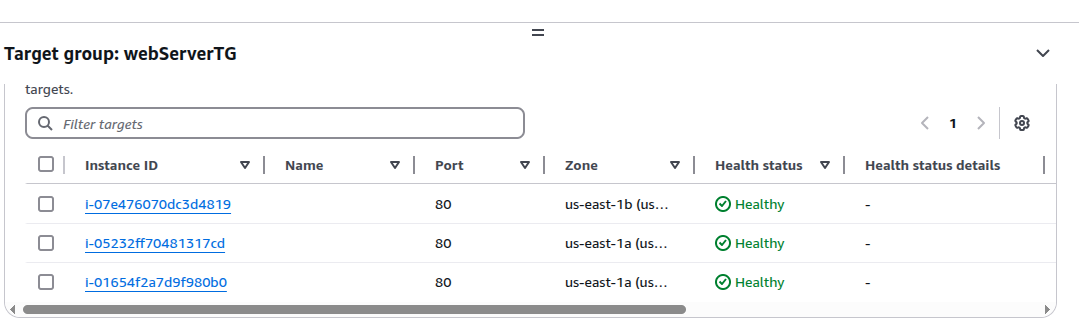 Target group: webServerTG
targets.
Filter targets
1
Instance ID Name Port Zone Health status Health status details
i-07e476070dc3d4819 80 us-east-1b (us... Healthy -
i-05232ff70481317cd 80 us-east-1a (us... Healthy -
i-01654f2a7d9f980b0 80 us-east-1a (us... Healthy -